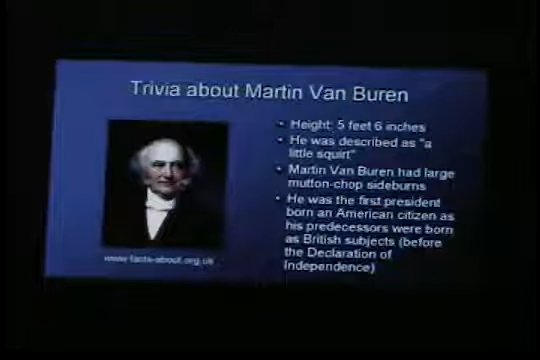 Trivia about Martin Van Buren
• Height: 5 feet 6 inches
• He was described as "a
little squirt"
• Martin Van Buren had large
mutton-chop sideburns
• He was the first president
born an American citizen as
his predecessors were born
as British subjects (before
the Declaration of
Independence)
www.facts-about.org.uk